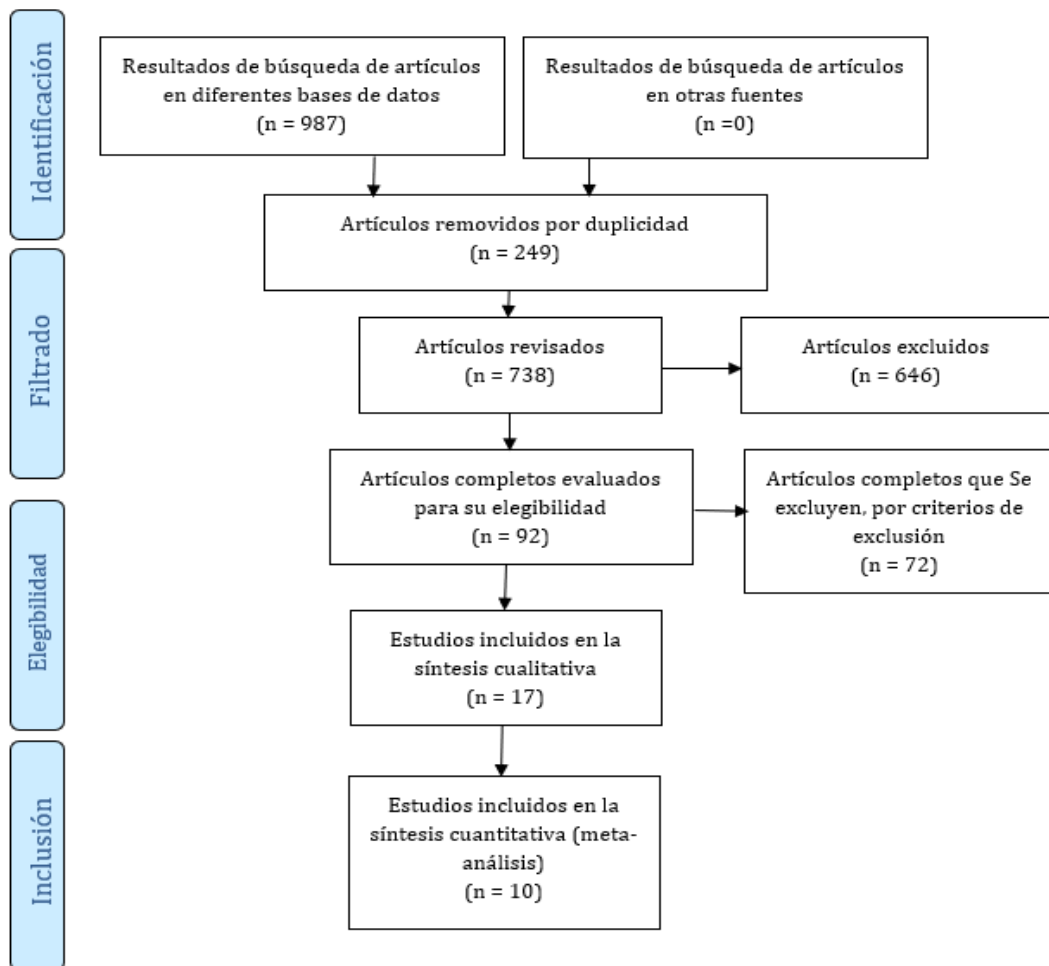 Identificación
Resultados de búsqueda de artículos
en diferentes bases de datos
(n = 987)
Resultados de búsqueda de artículos
en otras fuentes
(n =0)
Artículos removidos por duplicidad
(n = 249)
Filtrado
Artículos revisados
(n = 738)
Artículos excluidos
(n = 646)
Artículos completos evaluados
para su elegibilidad
(n = 92)
Artículos completos que Se
excluyen, por criterios de
exclusión
(n = 72)
Elegibilidad
Estudios incluidos en la
síntesis cualitativa
(n = 17)
Inclusión
Estudios incluidos en la
síntesis cuantitativa (meta-
análisis)
(n = 10)